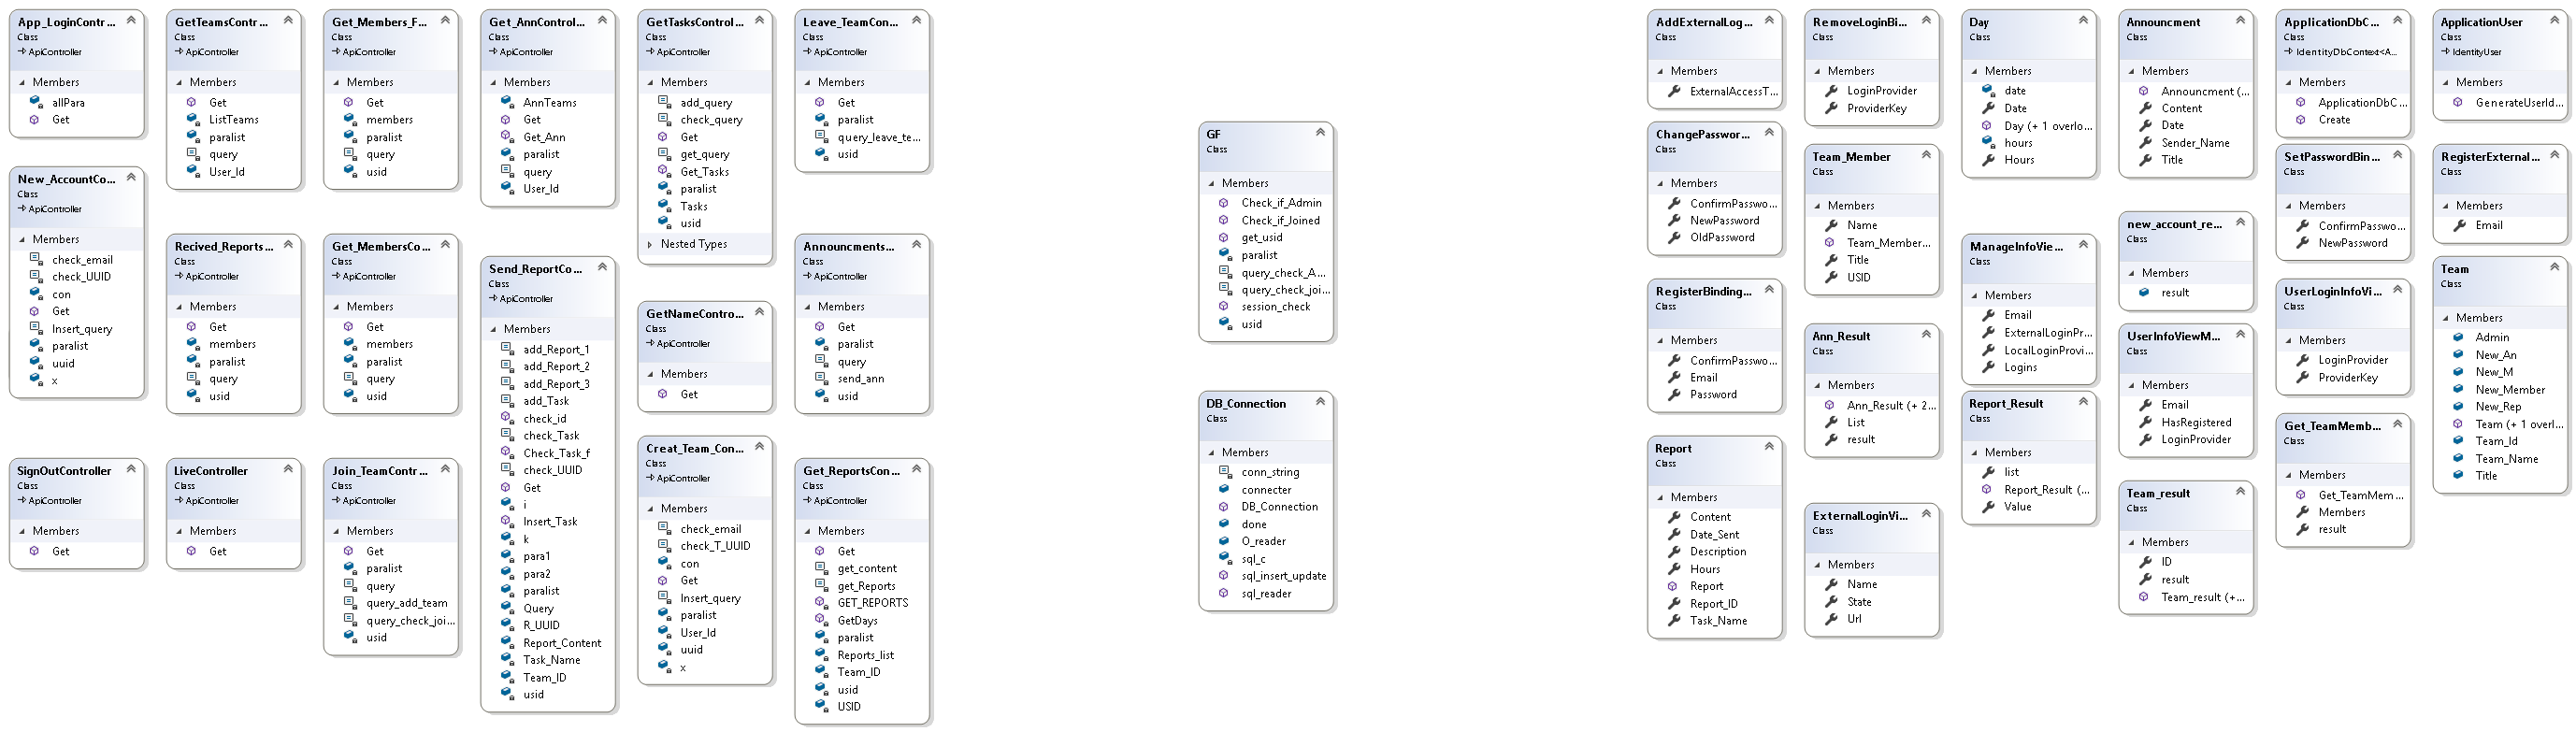 App_LoginContr...
Class
ApiController
Members
allPara
Get
New_AccountCo...
Class
ApiController
Members
check_email
check_UUID
con
Get
Insert_query
paralist
uuid
x
SignOutController
Class
ApiController
Members
Get
GetTeamsContr...
Class
ApiController
Members
Get
ListTeams
paralist
query
User_Id
Recived_Reports...
Class
ApiController
Members
Get
members
paralist
query
usid
LiveController
Class
ApiController
Members
Get
Get_Members_F...
Class
ApiController
Members
Get
members
paralist
query
usid
Get_MembersCo...
Class
ApiController
Members
Get
members
paralist
query
usid
Join_TeamContr...
Class
ApiController
Members
Get
paralist
query
query_add_team
query_check_joi...
usid
Get_AnnControl...
Class
ApiController
Members
AnnTeams
Get
Get_Ann
paralist
query
User_Id
Send_ReportCo...
Class
ApiController
Members
add_Report_1
add_Report_2
add_Report_3
add_Task
check_id
check_Task
Check_Task_f
check_UUID
Get
i
Insert_Task
k
para1
para2
paralist
Query
R_UUID
Report_Content
Task_Name
Team_ID
usid
GetTasksControl...
Class
ApiController
Members
add_query
check_query
Get
get_query
Get_Tasks
paralist
Tasks
usid
Nested Types
GetNameContro...
Class
ApiController
Members
Get
Creat_Team_Con...
Class
ApiController
Members
check_email
check_T_UUID
con
Get
Insert_query
paralist
User_Id
uuid
x
Leave_TeamCon...
Class
ApiController
Members
Get
paralist
query_leave_te...
usid
Announcments...
Class
ApiController
Members
Get
paralist
query
send_ann
usid
Get_ReportsCon...
Class
ApiController
Members
Get
get_content
get_Reports
GET_REPORTS
GetDays
paralist
Reports_list
Team_ID
usid
USID
GF
Class
Members
Check_if_Admin
Check_if_Joined
get_usid
paralist
query_check_A...
query_check_joi...
session_check
usid
DB_Connection
Class
Members
conn_string
connecter
DB_Connection
done
O_reader
sql_c
sql_insert_update
sql_reader
AddExternalLog...
Class
Members
ExternalAccessT...
ChangePasswor...
Class
Members
ConfirmPasswo...
NewPassword
OldPassword
RegisterBinding...
Class
Members
ConfirmPasswo...
Email
Password
Report
Class
Members
Content
Date_Sent
Description
Hours
Report
Report_ID
Task_Name
RemoveLoginBi...
Class
Members
LoginProvider
ProviderKey
Team_Member
Class
Members
Name
Team_Member...
Title
USID
Ann_Result
Class
Members
Ann_Result (+ 2...
List
result
ExternalLoginVi...
Class
Members
Name
State
Url
Day
Class
Members
date
Date
Day (+ 1 overlo...
hours
Hours
ManageInfoVie...
Class
Members
Email
ExternalLoginPr...
LocalLoginProvi...
Logins
Report_Result
Class
Members
list
Report_Result (...
Value
Announcment
Class
Members
Announcment (...
Content
Date
Sender_Name
Title
new_account_re...
Class
Members
result
UserInfoViewM...
Class
Members
Email
HasRegistered
LoginProvider
Team_result
Class
Members
ID
result
Team_result (+...
ApplicationDbC...
Class
IdentityDbContext<A...
Members
ApplicationDbC...
Create
SetPasswordBin...
Class
Members
ConfirmPasswo...
NewPassword
UserLoginInfoVi...
Class
Members
LoginProvider
ProviderKey
Get_TeamMemb...
Class
Members
Get_TeamMem...
Members
result
ApplicationUser
Class
IdentityUser
Members
GenerateUserId...
RegisterExternal...
Class
Members
Email
Team
Class
Members
Admin
New_An
New_M
New_Member
New_Rep
Team (+ 1 overl...
Team_Id
Team_Name
Title